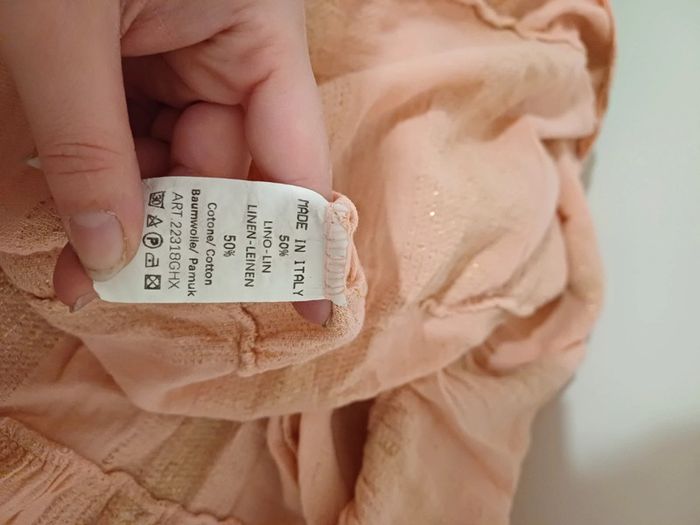 MADE IN ITALY
50%
LINO-LIN
LINEN-LEINEN
50%
Cotone/ Cotton
Baumwolle/ Pamuk
ART.22318GHX